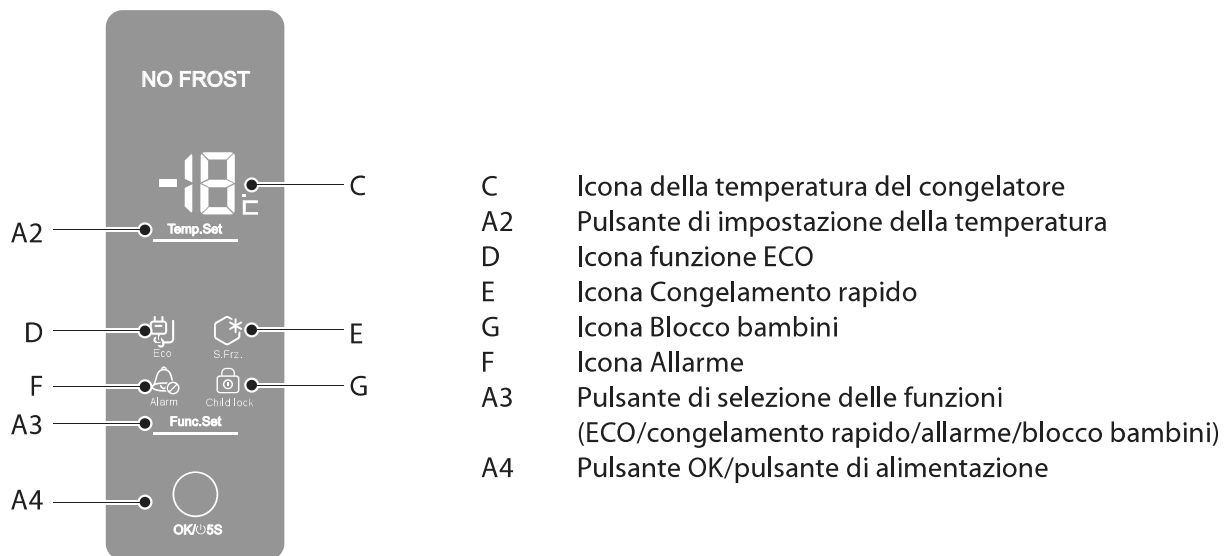 NO FROST
-18
C
A2
Temp.Set
D
Eco
S.Frz.
E
F
Alarm
Child lock
G
A3
Func.Set
A4
OK/⏻5S
C Icona della temperatura del congelatore
A2 Pulsante di impostazione della temperatura
D Icona funzione ECO
E Icona Congelamento rapido
G Icona Blocco bambini
F Icona Allarme
A3 Pulsante di selezione delle funzioni
(ECO/congelamento rapido/allarme/blocco bambini)
A4 Pulsante OK/pulsante di alimentazione